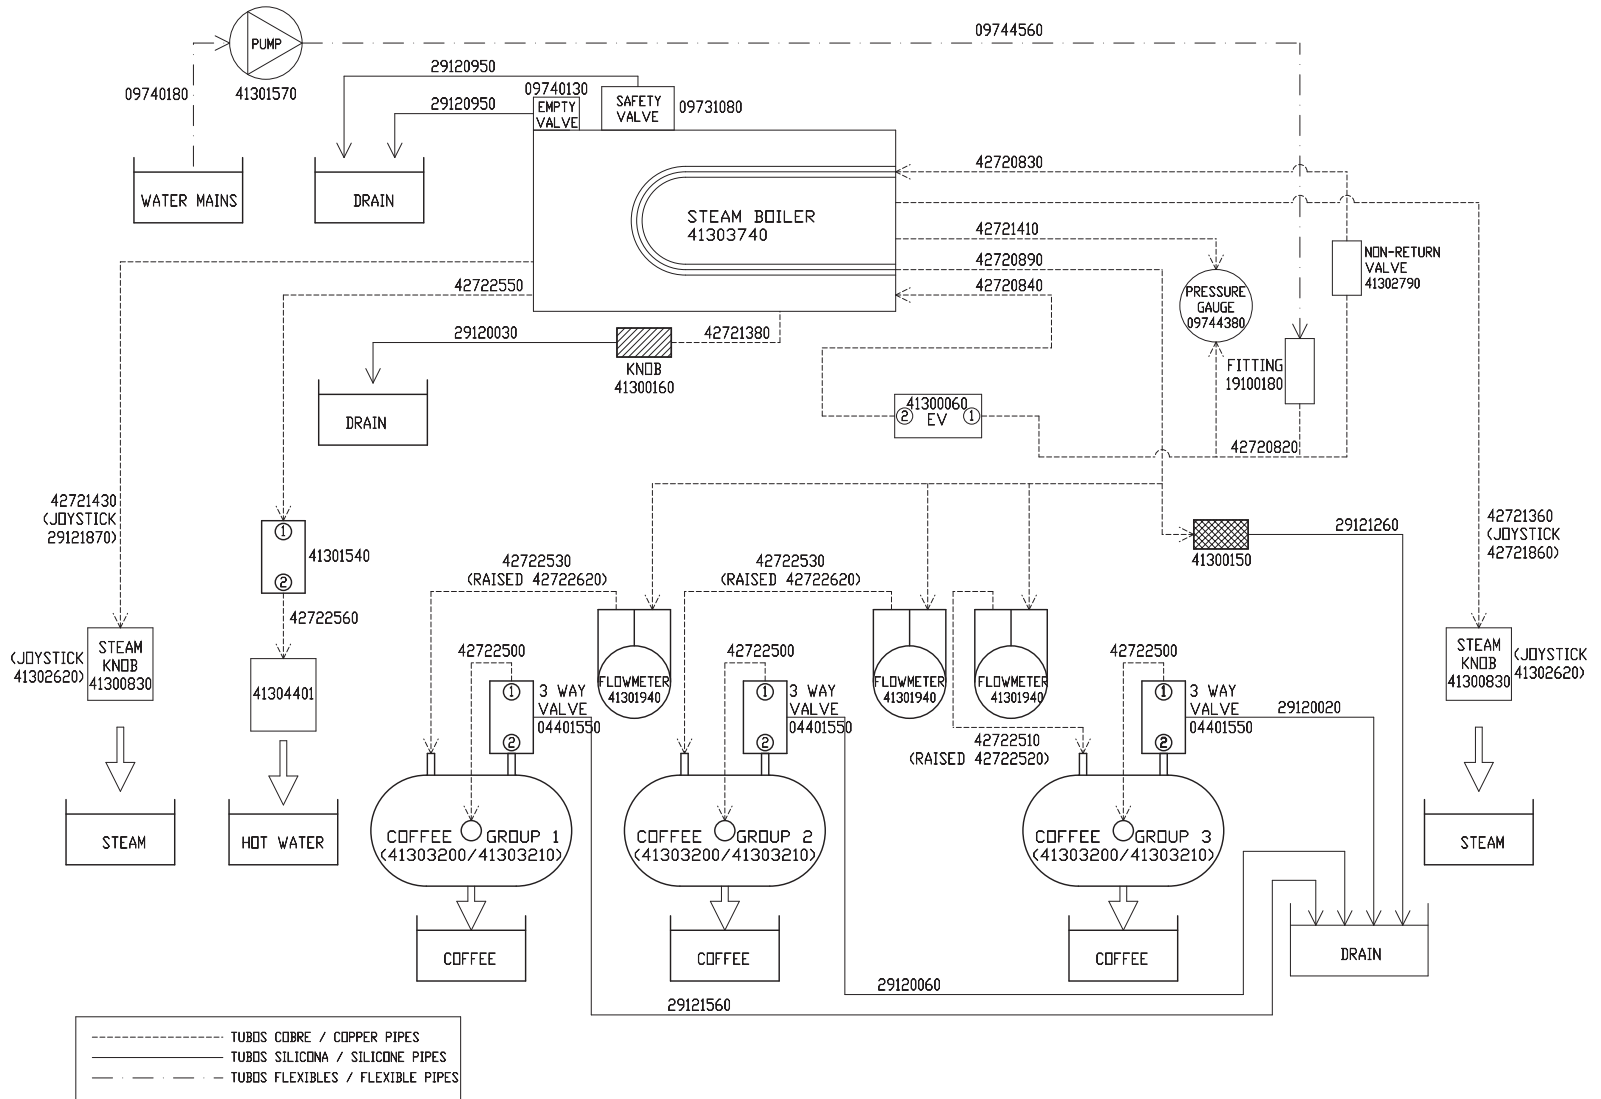 09744560
PUMP
29120950
09740130
09740180
41301570
29120950
EMPTY
VALVE
SAFETY
VALVE
09731080
42720830
WATER MAINS
DRAIN
STEAM BOILER
41303740
42721410
42720890
42720840
NON-RETURN
VALVE
41302790
PRESSURE
GAUGE
09744380
42722550
29120030
42721380
KNOB
41300160
FITTING
19100180
DRAIN
41300060
EV
2
1
42720820
42721430
(JOYSTICK
29121870)
1
2
41301540
42722560
42722530
(RAISED 42722620)
42722530
(RAISED 42722620)
41300150
29121260
42721360
(JOYSTICK
42721860)
(JOYSTICK
41302620)
STEAM
KNOB
41300830
41304401
42722500
1
2
3 WAY
VALVE
04401550
FLOWMETER
41301940
42722500
1
2
3 WAY
VALVE
04401550
FLOWMETER
41301940
FLOWMETER
41301940
42722510
(RAISED 42722520)
42722500
1
2
3 WAY
VALVE
04401550
29120020
STEAM
KNOB
41300830
(JOYSTICK
41302620)
STEAM
HOT WATER
COFFEE GROUP 1
(41303200/41303210)
COFFEE GROUP 2
(41303200/41303210)
COFFEE GROUP 3
(41303200/41303210)
STEAM
COFFEE
COFFEE
COFFEE
DRAIN
29120060
29121560
TUBOS COBRE / COPPER PIPES
TUBOS SILICONA / SILICONE PIPES
TUBOS FLEXIBLES / FLEXIBLE PIPES